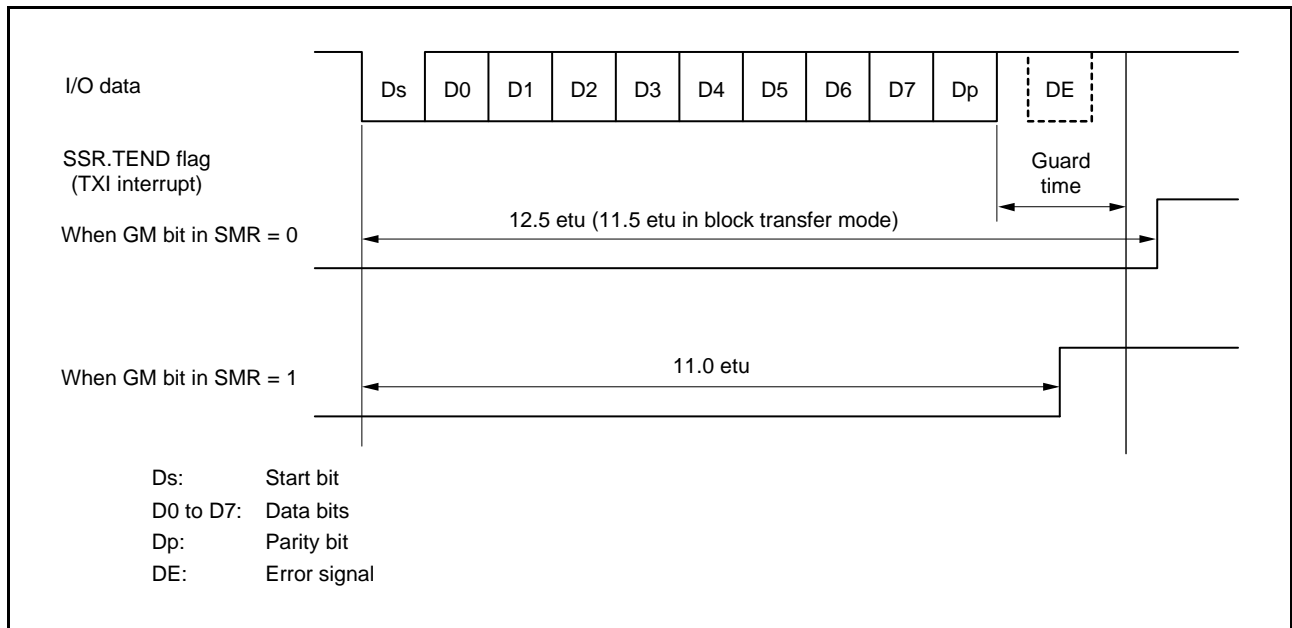 I/O data
Ds D0 D1 D2 D3 D4 D5 D6 D7 Dp DE
SSR.TEND flag
(TXI interrupt)
Guard
time
When GM bit in SMR = 0
12.5 etu (11.5 etu in block transfer mode)
When GM bit in SMR = 1
11.0 etu
Ds: Start bit
D0 to D7: Data bits
Dp: Parity bit
DE: Error signal